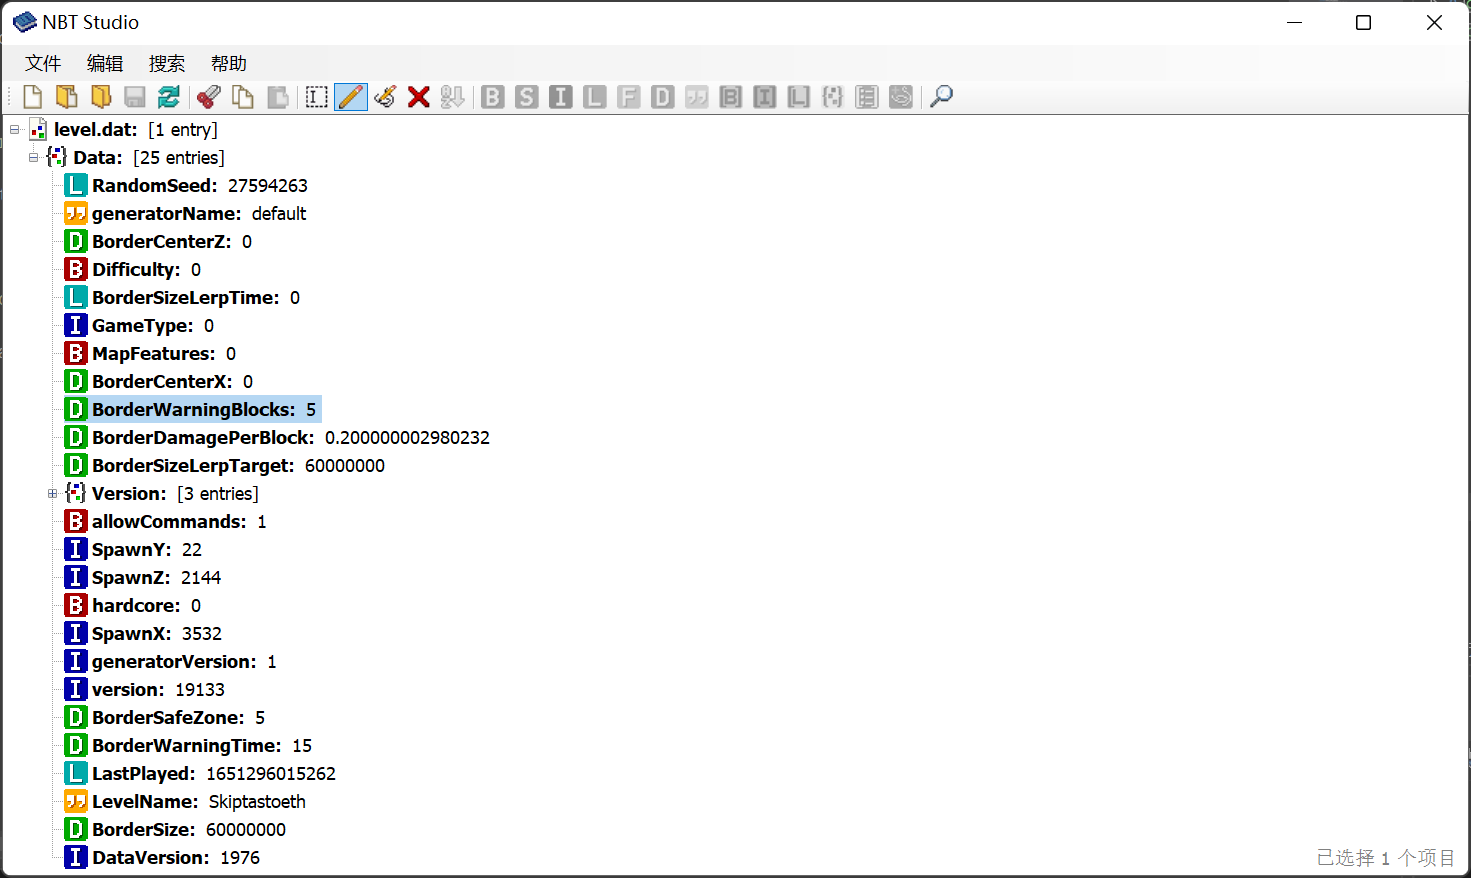 NBT Studio
文件 编辑 搜索 帮助
B S I L F D B I L
level.dat: [1 entry]
Data: [25 entries]
L RandomSeed: 27594263
generatorName: default
D BorderCenterZ: 0
B Difficulty: 0
L BorderSizeLerpTime: 0
I GameType: 0
B MapFeatures: 0
D BorderCenterX: 0
D BorderWarningBlocks: 5
D BorderDamagePerBlock: 0.200000002980232
D BorderSizeLerpTarget: 60000000
Version: [3 entries]
B allowCommands: 1
I SpawnY: 22
I SpawnZ: 2144
B hardcore: 0
I SpawnX: 3532
I generatorVersion: 1
I version: 19133
D BorderSafeZone: 5
D BorderWarningTime: 15
L LastPlayed: 1651296015262
LevelName: Skiptastoeth
D BorderSize: 60000000
I DataVersion: 1976
已选择 1 个项目